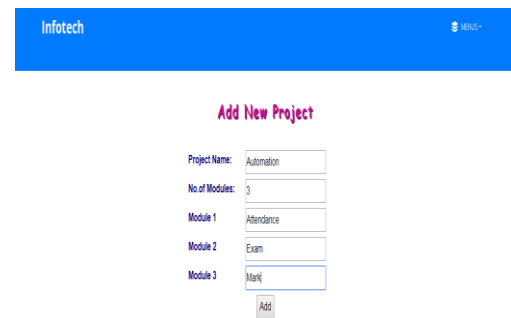 Infotech
MENUS
Add New Project
Project Name: Automation
No.of Modules: 3
Module 1 Attendance
Module 2 Exam
Module 3 Mark
Add